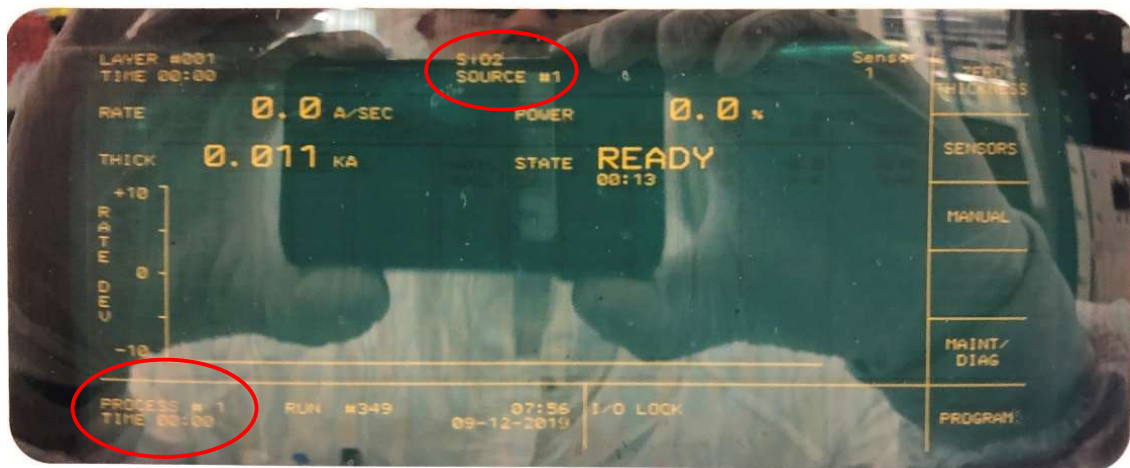 LAYER #001
TIME 00:00
SiO2
SOURCE #1
Sensor
1
ZERO
THICKNESS
RATE 0.0 A/SEC
POWER 0.0 %
THICK 0.011 KA
STATE READY
00:13
SENSORS
MANUAL
+10
RATE DEV
0
-10
MAINT/
DIAG
PROCESS # 1
TIME 00:00
RUN #349
07:56
09-12-2019
I/O LOCK
PROGRAM